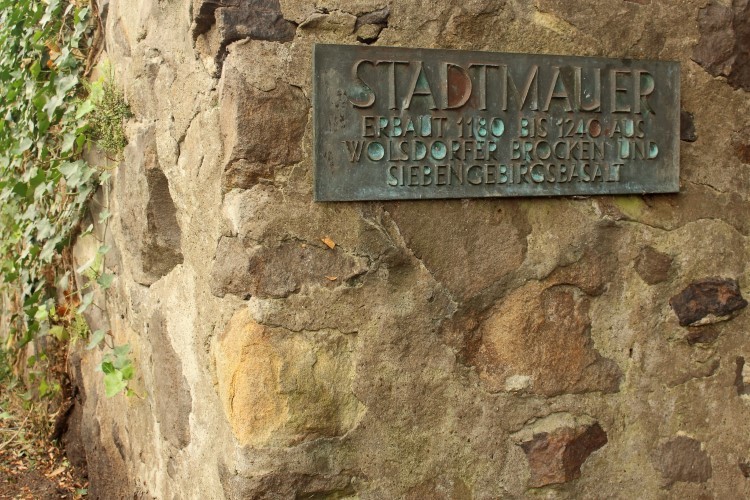 STADTMAUER
ERBAUT 1180 BIS 1240 AUS
WOLSDORFER BROCKEN UND
SIEBENGEBIRGSBASALT